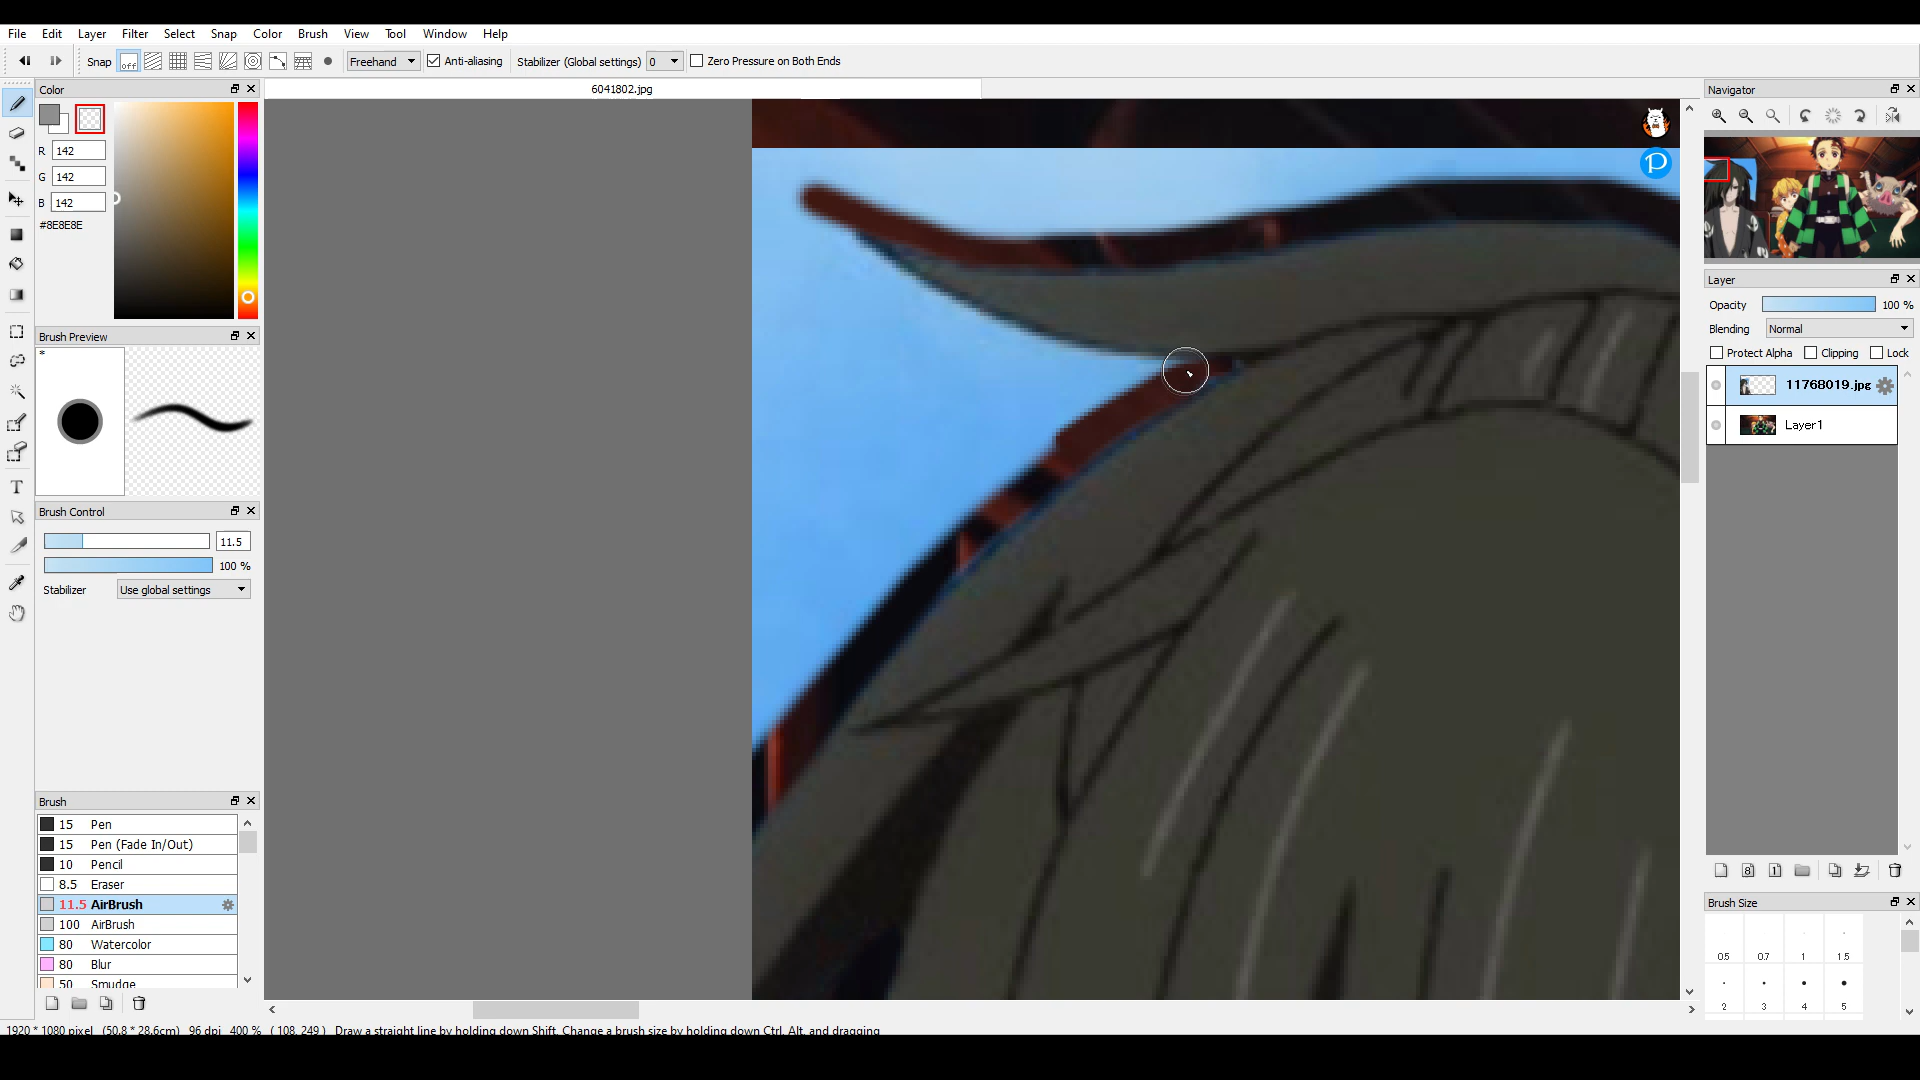 File Edit Layer Filter Select Snap Color Brush View Tool Window Help
Snap off Freehand Anti-aliasing Stabilizer (Global settings) 0 Zero Pressure on Both Ends
Color
6041802.jpg
Navigator
R 142
G 142
B 142
#8E8E8E
P
Layer
Opacity 100 %
Blending Normal
Protect Alpha Clipping Lock
11768019.jpg
Layer1
Brush Preview
*
Brush Control
11.5
100 %
Stabilizer Use global settings
Brush
15 Pen
15 Pen (Fade In/Out)
10 Pencil
8.5 Eraser
11.5 AirBrush
100 AirBrush
80 Watercolor
80 Blur
50 Smudge
T
8 1
Brush Size
0.5 0.7 1 1.5
2 3 4 5
1920 * 1080 pixel (50.8 * 28.6cm) 96 dpi 400 % ( 108, 249 ) Draw a straight line by holding down Shift, Change a brush size by holding down Ctrl, Alt, and dragging